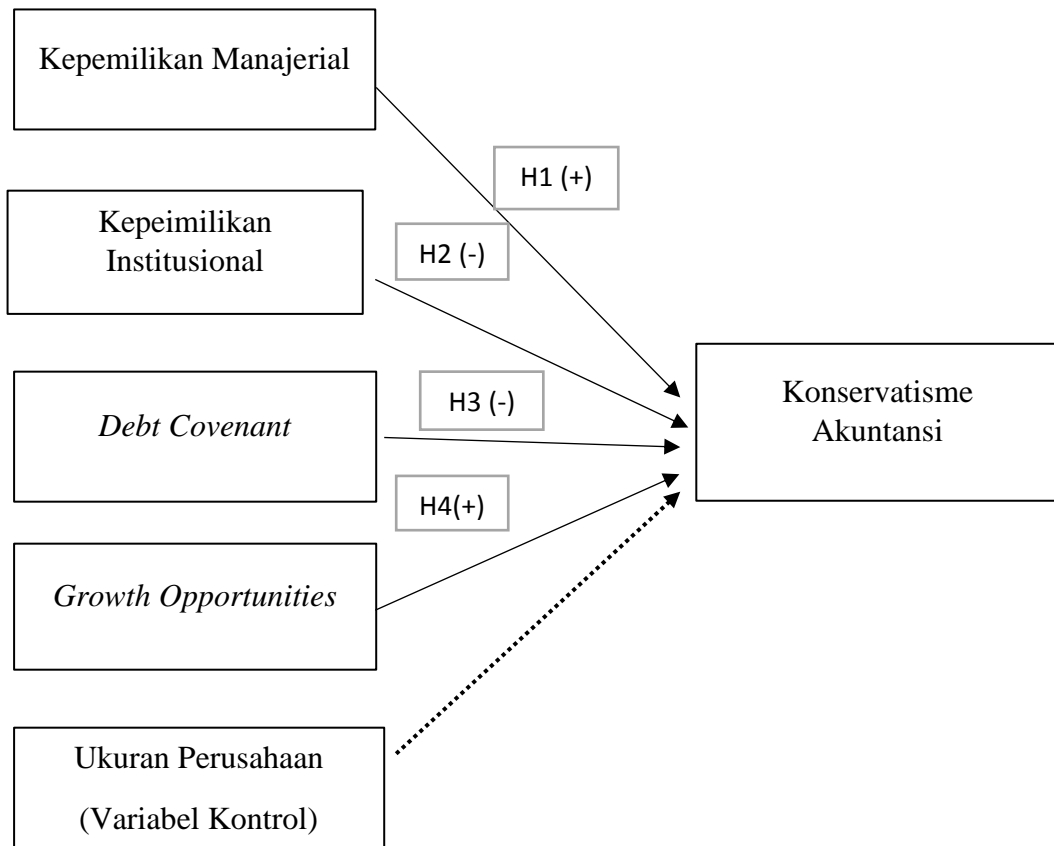 Kepemilikan Manajerial
H1 (+)
Kepeimilikan
Institusional
H2 (-)
Debt Covenant
H3 (-)
Konservatisme
Akuntansi
H4(+)
Growth Opportunities
Ukuran Perusahaan
(Variabel Kontrol)